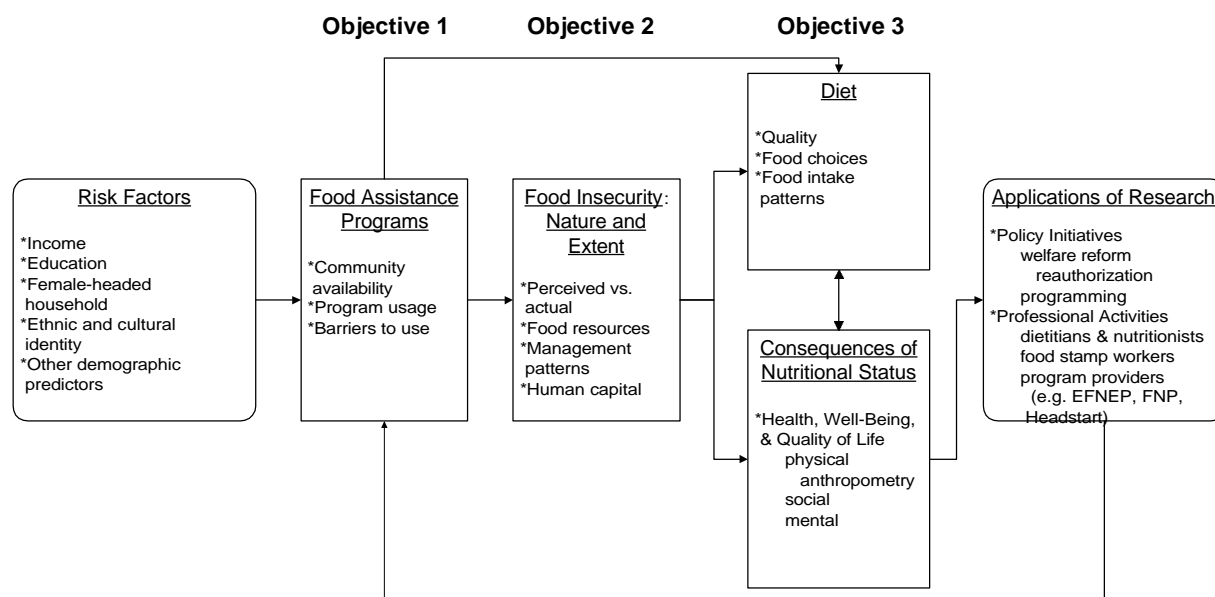 Objective 1
Objective 2
Objective 3
Risk Factors
*Income
*Education
*Female-headed
household
*Ethnic and cultural
identity
*Other demographic
predictors
Food Assistance
Programs
*Community
availability
*Program usage
*Barriers to use
Food Insecurity:
Nature and
Extent
*Perceived vs.
actual
*Food resources
*Management
patterns
*Human capital
Diet
*Quality
*Food choices
*Food intake
patterns
Consequences of
Nutritional Status
*Health, Well-Being,
& Quality of Life
physical
anthropometry
social
mental
Applications of Research
*Policy Initiatives
welfare reform
reauthorization
programming
*Professional Activities
dietitians & nutritionists
food stamp workers
program providers
(e.g. EFNEP, FNP,
Headstart)